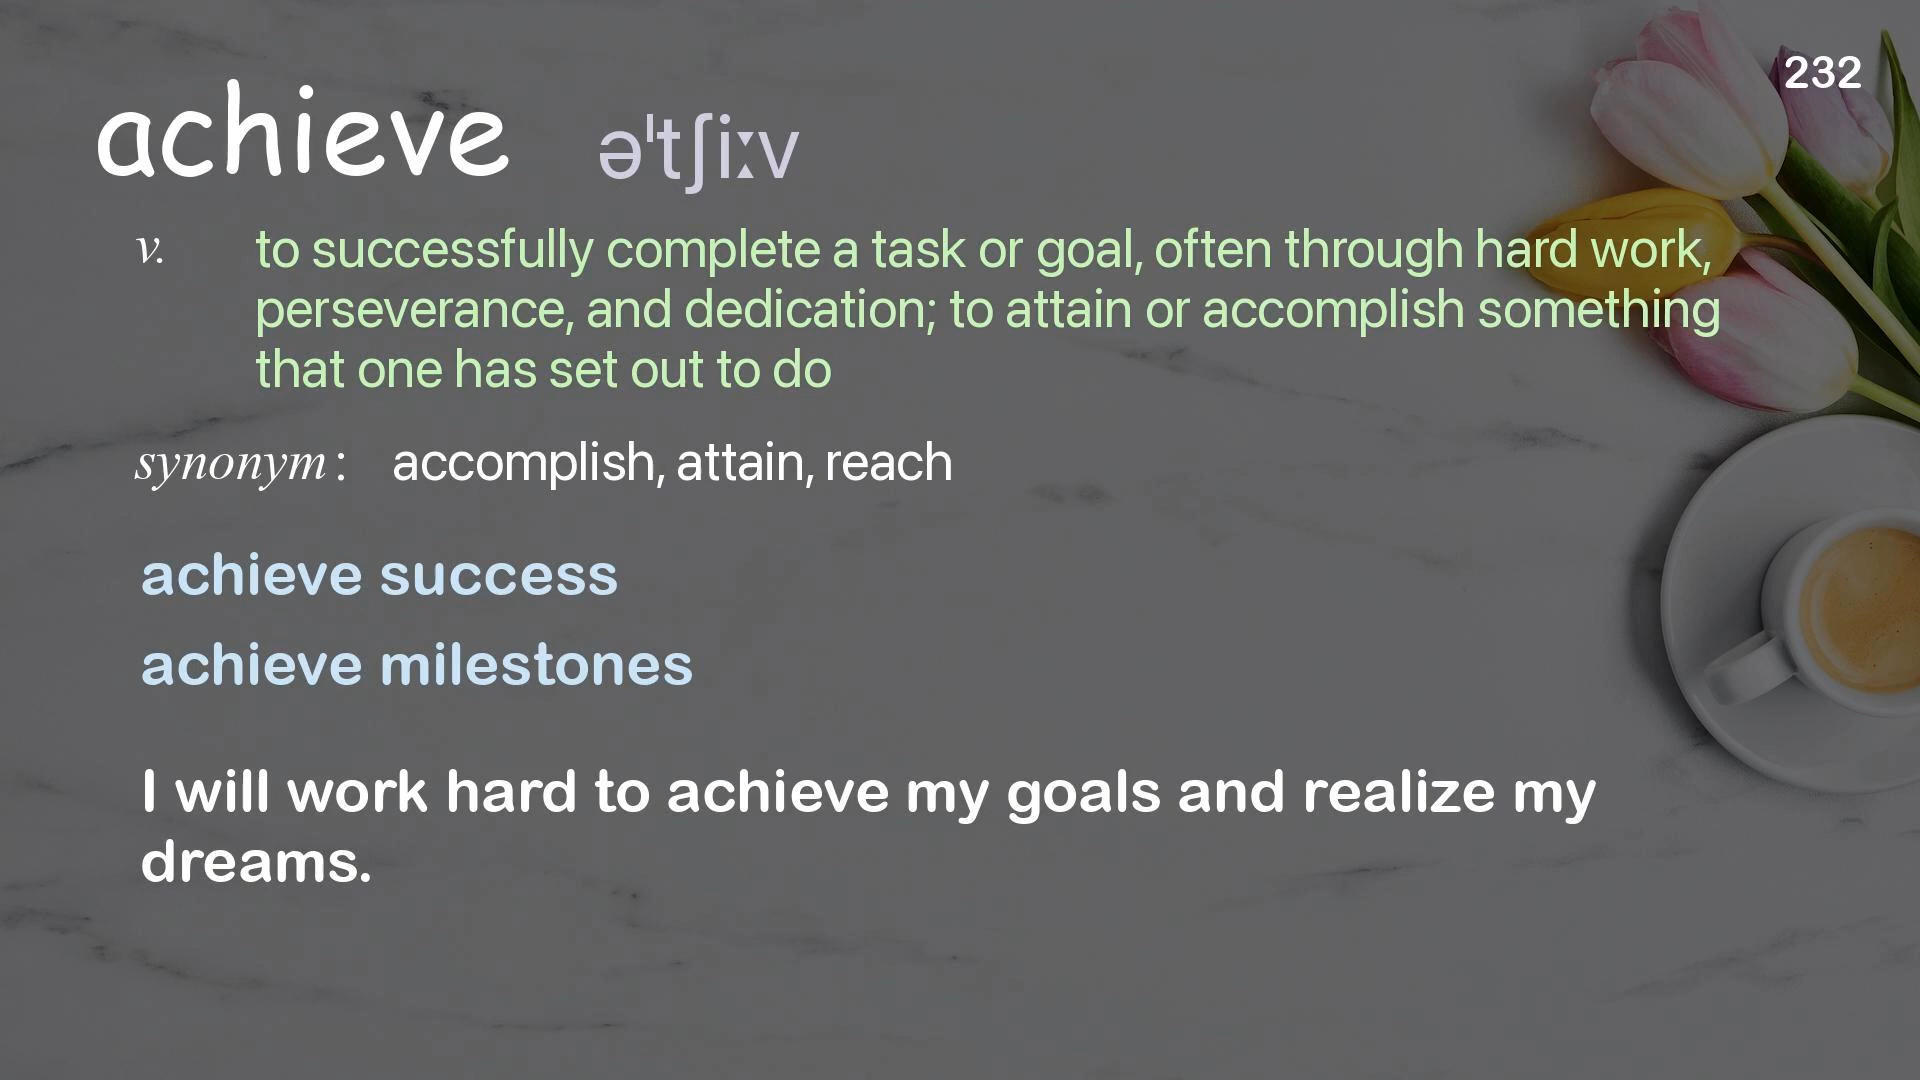 232
achieve əˈtʃiːv
v. to successfully complete a task or goal, often through hard work,
perseverance, and dedication; to attain or accomplish something
that one has set out to do
synonym: accomplish, attain, reach
achieve success
achieve milestones
I will work hard to achieve my goals and realize my
dreams.